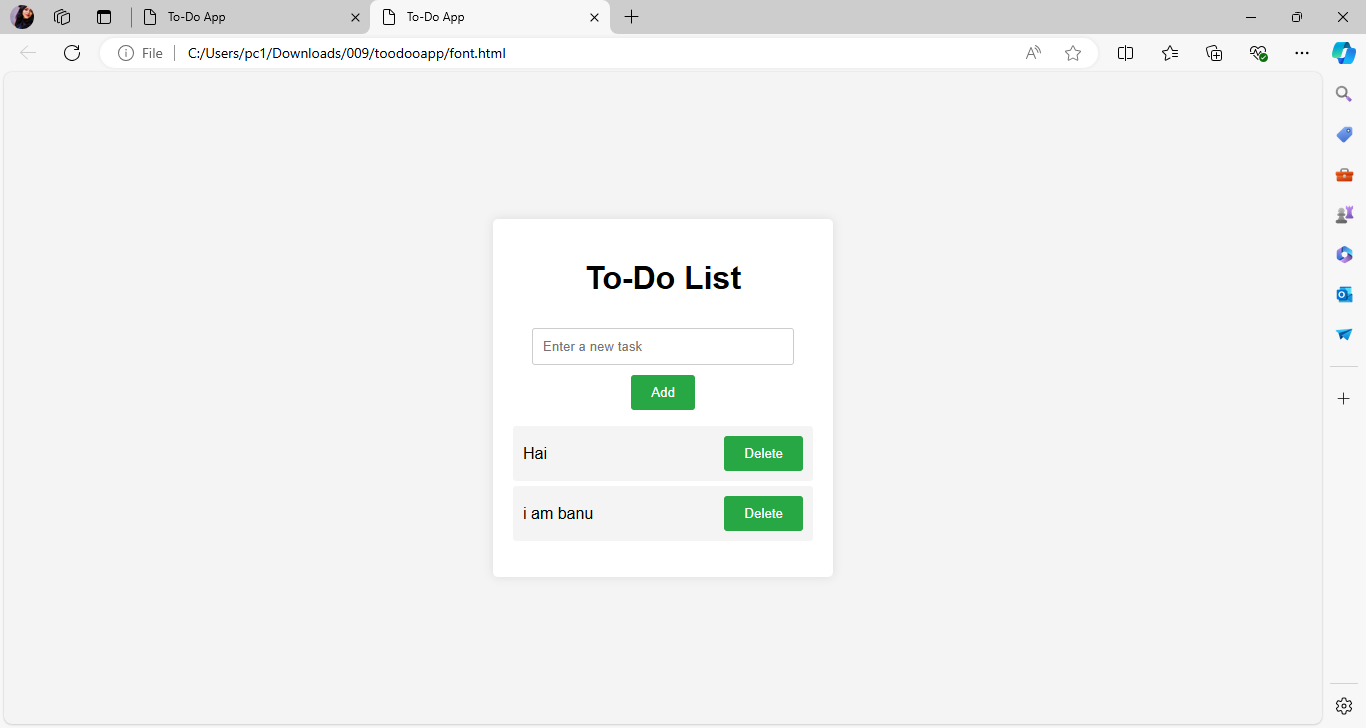 To-Do App
To-Do App
File
C:/Users/pc1/Downloads/009/toodooapp/font.html
To-Do List
Enter a new task
Add
Hai
Delete
i am banu
Delete